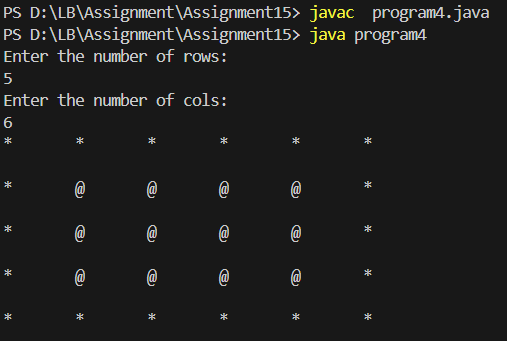 PS D:\LB\Assignment\Assignment15> javac  program4.java
PS D:\LB\Assignment\Assignment15> java program4
Enter the number of rows:
5
Enter the number of cols:
6
*       *       *       *       *       *
*       @       @       @       @       *
*       @       @       @       @       *
*       @       @       @       @       *
*       *       *       *       *       *